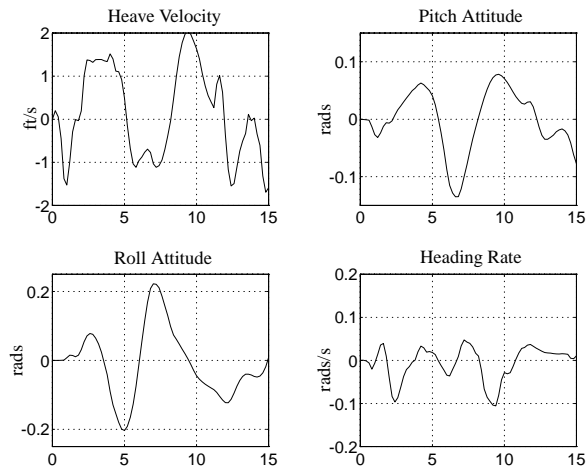 Heave Velocity
ft/s
2
1
0
-1
-2
0 5 10 15
Pitch Attitude
rads
0.1
0
-0.1
0 5 10 15
Roll Attitude
rads
0.2
0
-0.2
0 5 10 15
Heading Rate
rads/s
0.2
0.1
0
-0.1
-0.2
0 5 10 15